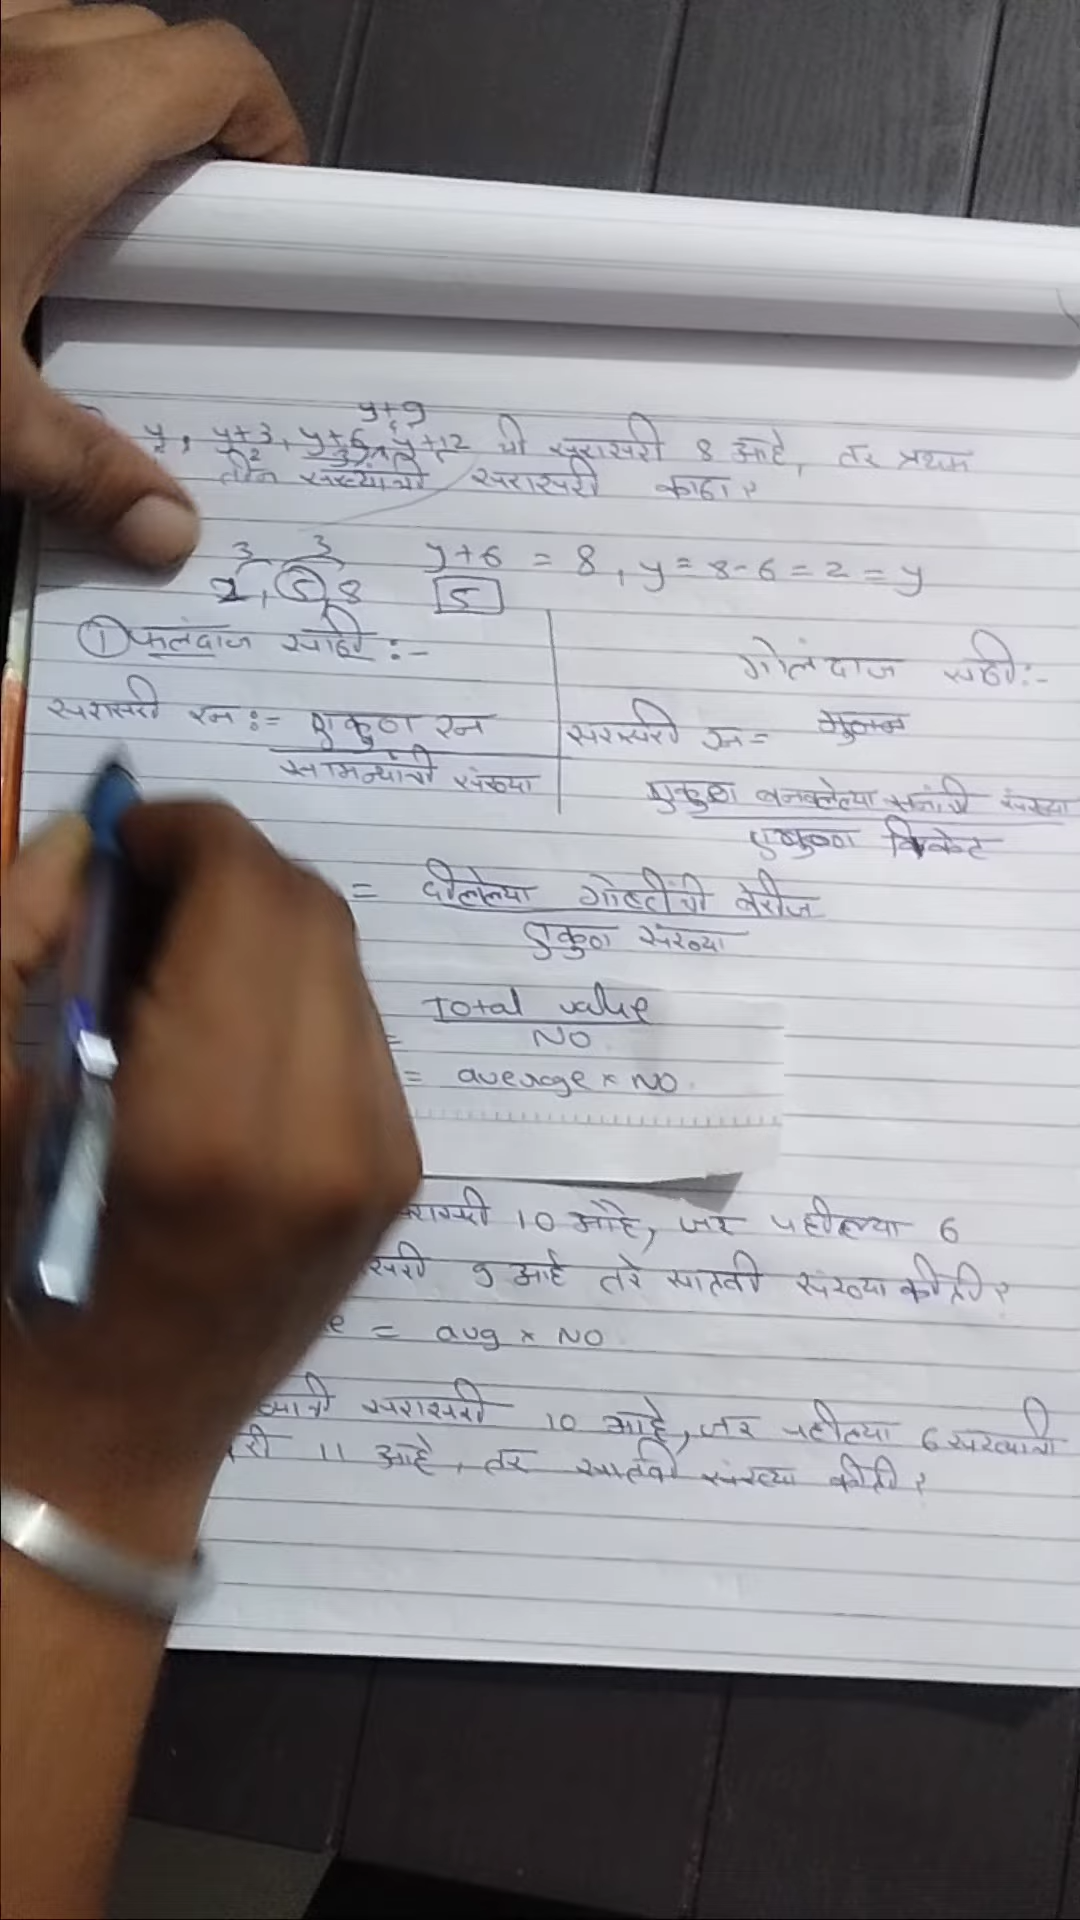 y+9
y, y+3, y+6, y+12 ची सरासरी 8 आहे, तर प्रथम
तीन संख्यांची सरासरी काढा?
3 3 y+6 = 8, y = 8-6 = 2 = y
2, 5, 8 5
① फलंदाज साठी :-
गोलंदाज साठी:-
सरासरी रन := एकुण रन
सामन्यांची संख्या
सरासरी रन =
एकुण बनवलेल्या रनांची संख्या
एकुण विकेट
= दीलेल्या गोष्टींची बेरीज
एकुण संख्या
Total value
= NO.
= average × NO.
10 आहे, जर पहील्या 6
9 आहे तर सातवी संख्या कीती?
e = avg × NO.
सरासरी 10 आहे, जर पहील्या 6 संख्यांची
11 आहे, तर सातवी संख्या कीती?